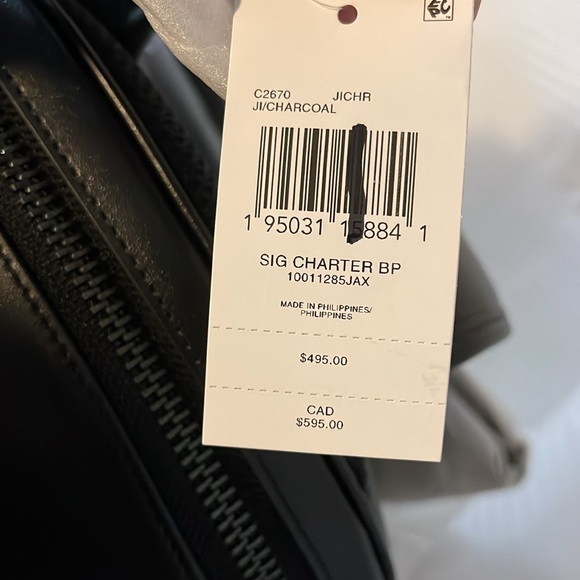 C2670 JICHR
JI/CHARCOAL
1 95031 15884 1
SIG CHARTER BP
10011285JAX
MADE IN PHILIPPINES/
PHILIPPINES
$495.00
CAD
$595.00